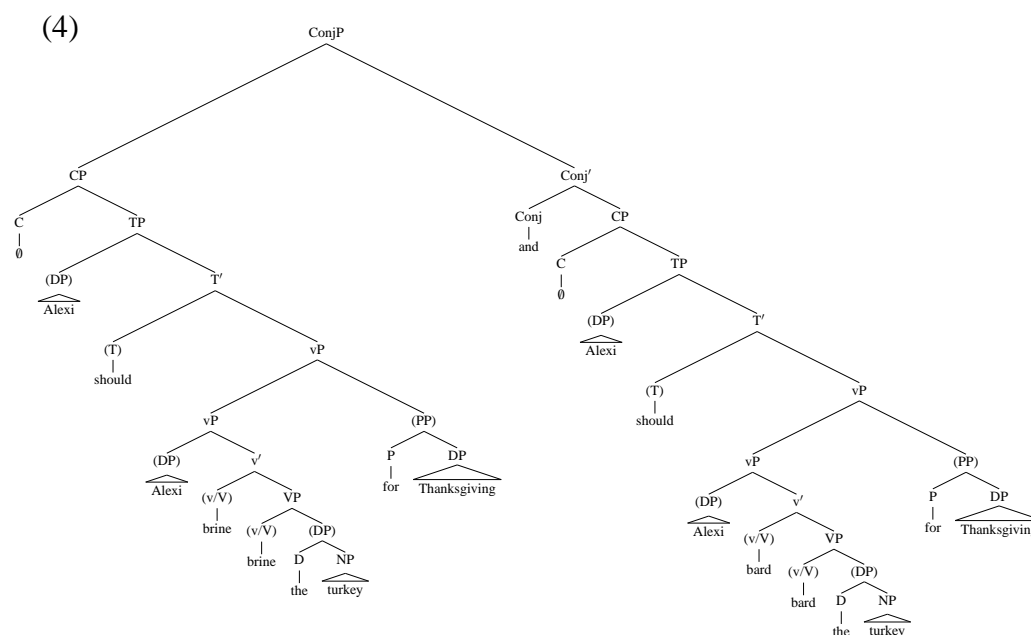 (4)
ConjP
CP Conj′
C TP Conj CP
∅ and
(DP) T′ C TP
Alexi ∅
(DP) T′
Alexi
(T) vP
should
(T) vP
should
vP (PP)
(DP) v′ P DP
Alexi for Thanksgiving
vP (PP)
(v/V) VP
brine
(DP) v′ P DP
Alexi for
(v/V) (DP)
brine
(v/V) VP
bard
D NP
the turkey
(v/V) (DP)
bard
D NP
the turkey